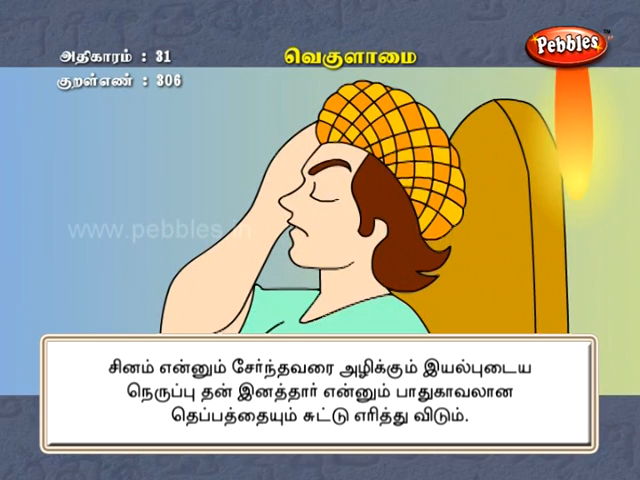 அதிகாரம் : 31
வெகுளாமை
Pebbles
TM
குறள்எண் : 306
www.pebbles.in
சினம் என்னும் சேர்ந்தவரை அழிக்கும் இயல்புடைய
நெருப்பு தன் இனத்தார் என்னும் பாதுகாவலான
தெப்பத்தையும் சுட்டு எரித்து விடும்.